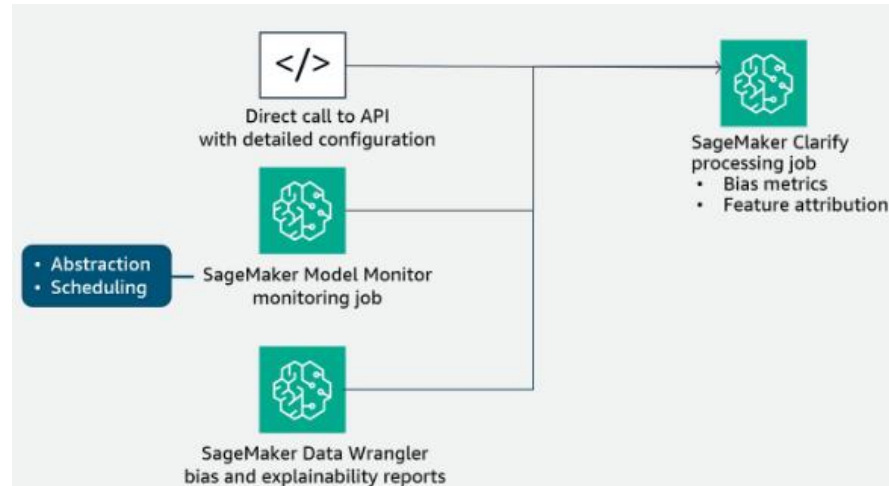 </>
Direct call to API
with detailed configuration
SageMaker Clarify
processing job
• Bias metrics
• Feature attribution
• Abstraction
• Scheduling
SageMaker Model Monitor
monitoring job
SageMaker Data Wrangler
bias and explainability reports